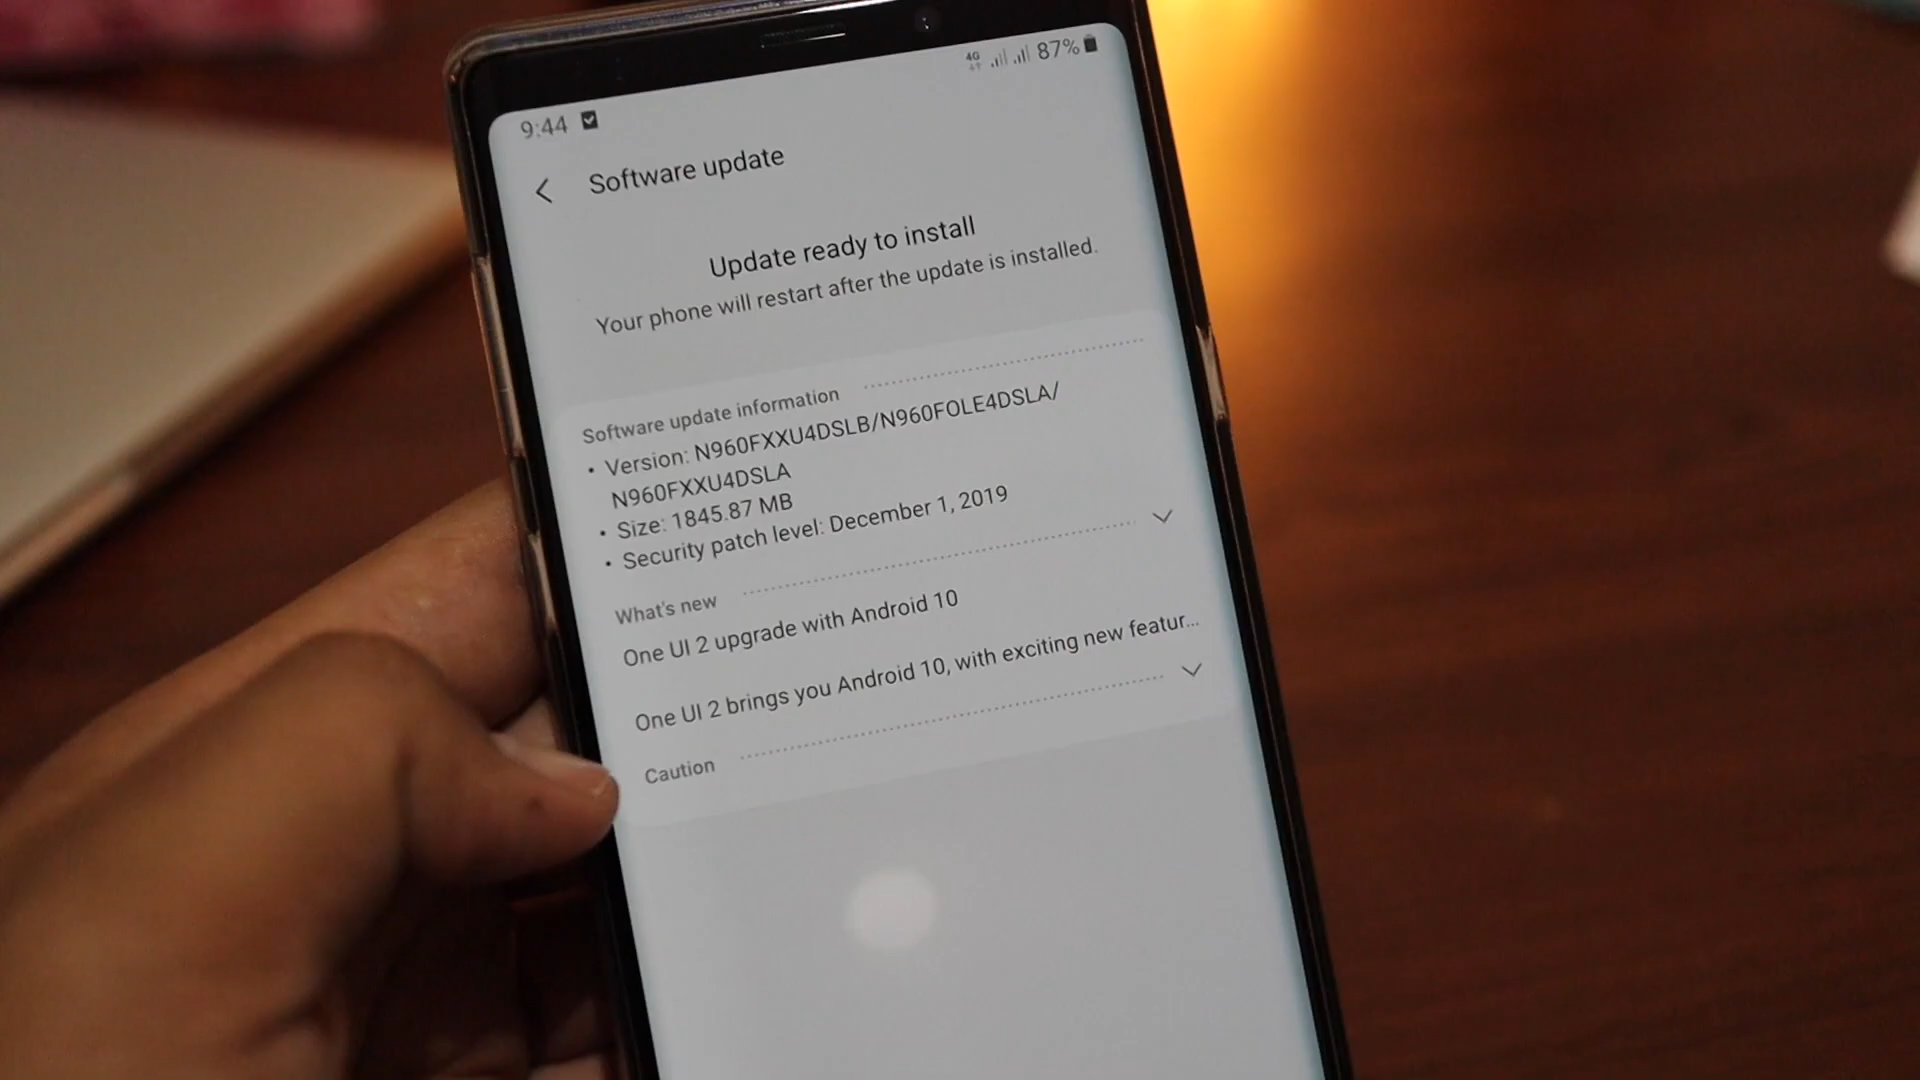 9:44
4G 87%
Software update
Update ready to install
Your phone will restart after the update is installed.
Software update information
• Version: N960FXXU4DSLB/N960FOLE4DSLA/
N960FXXU4DSLA
• Size: 1845.87 MB
• Security patch level: December 1, 2019
What's new
One UI 2 upgrade with Android 10
One UI 2 brings you Android 10, with exciting new featur...
Caution